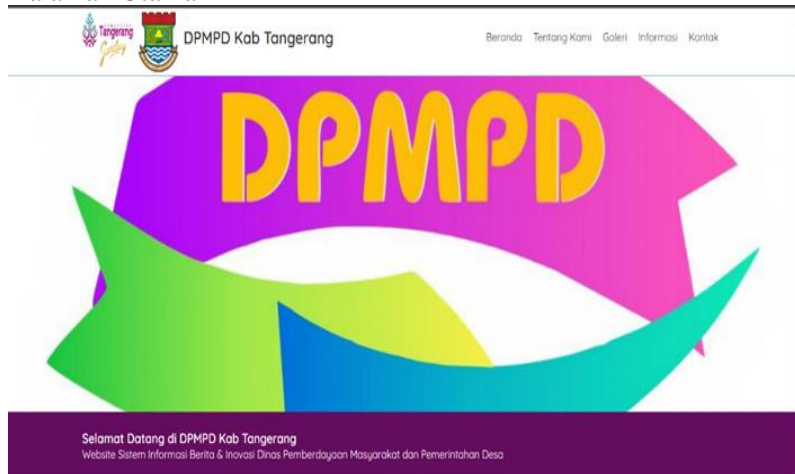 Tangerang
Gemilang
DPMPD Kab Tangerang
Beranda Tentang Kami Galeri Informasi Kontak
DPMPD
Selamat Datang di DPMPD Kab Tangerang
Website Sistem Informasi Berita & Inovasi Dinas Pemberdayaan Masyarakat dan Pemerintahan Desa